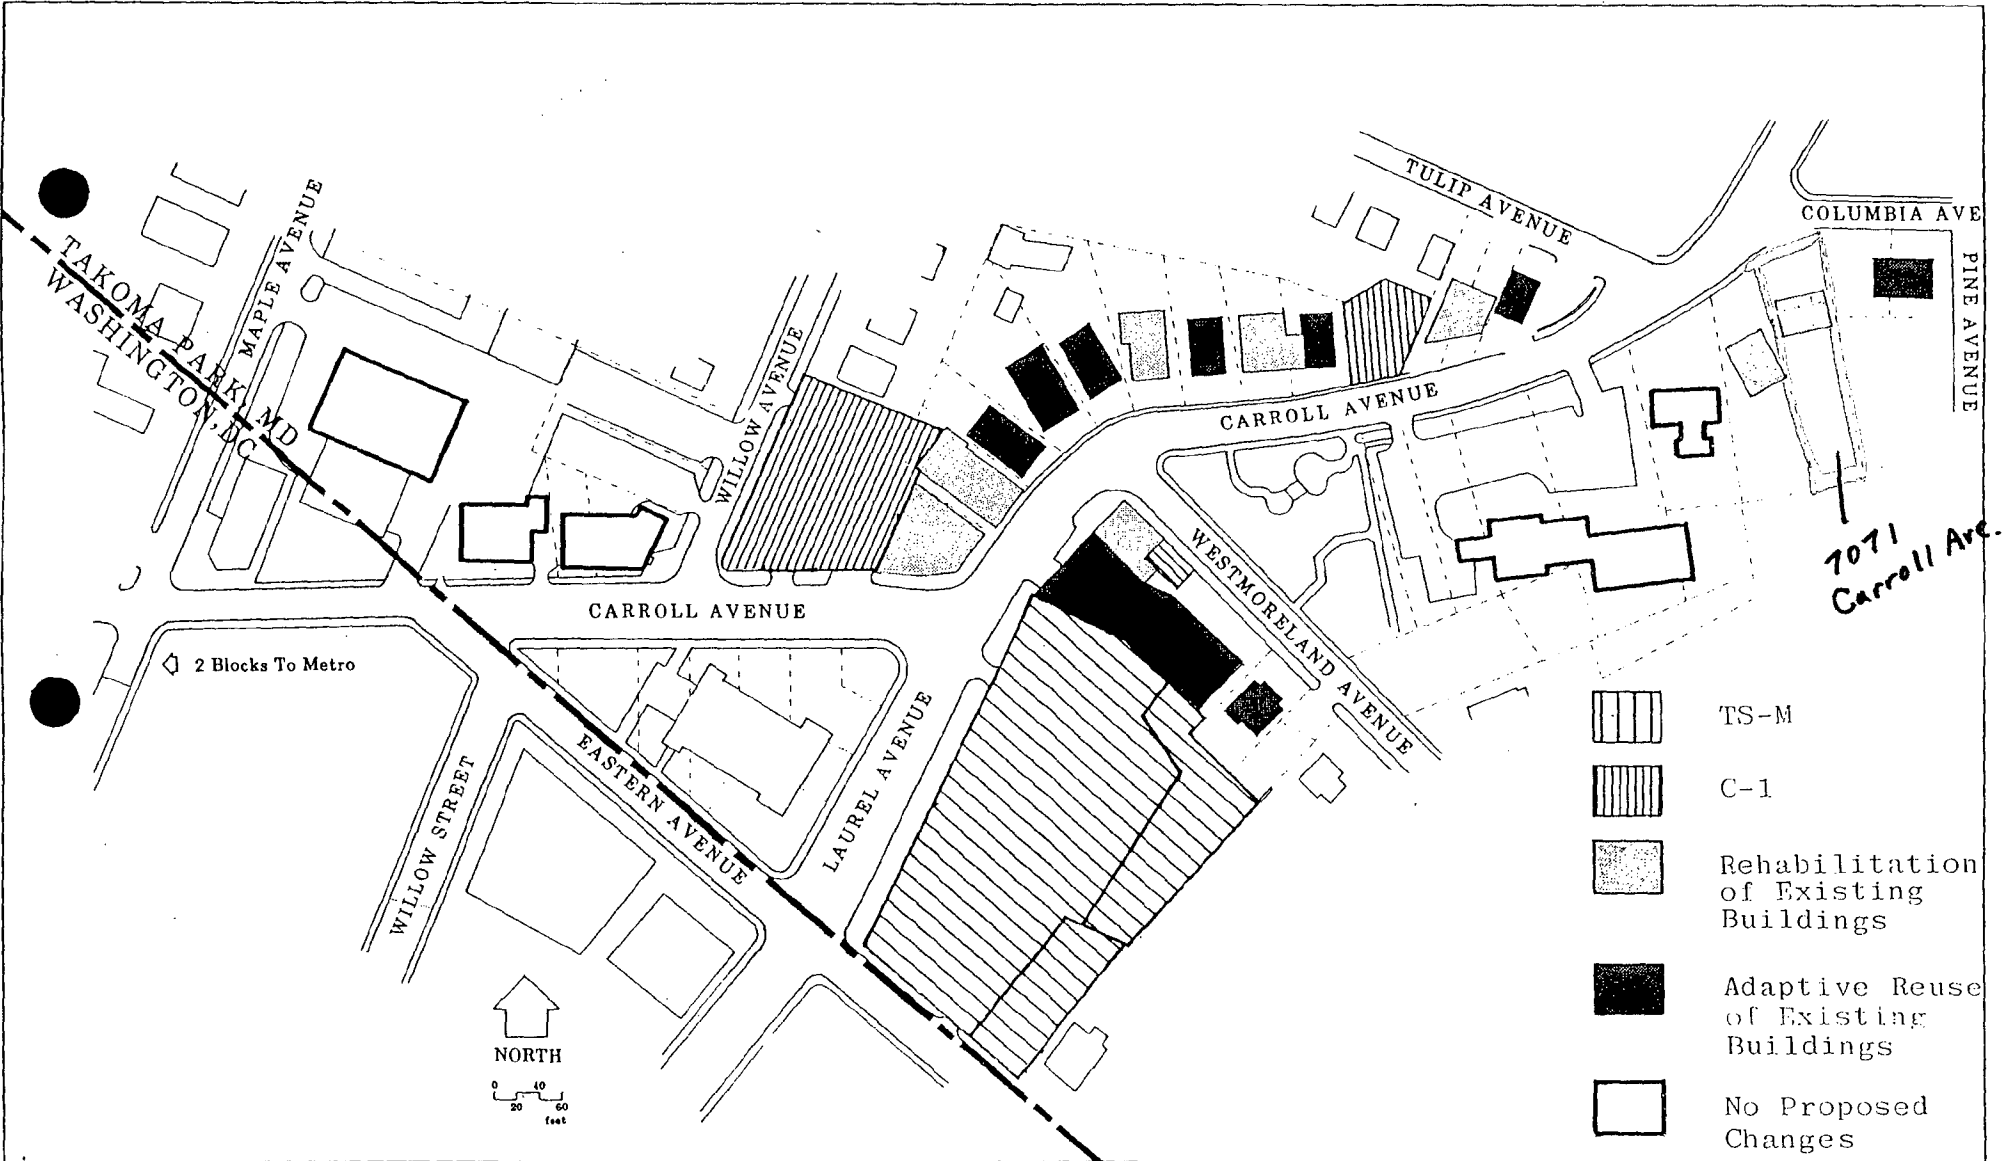 TULIP AVENUE
COLUMBIA AVE
PINE AVENUE
MAPLE AVENUE
TAKOMA PARK, MD
WASHINGTON, DC
WILLOW AVENUE
CARROLL AVENUE
WESTMORELAND AVENUE
7071
Carroll Ave.
CARROLL AVENUE
2 Blocks To Metro
EASTERN AVENUE
LAUREL AVENUE
WILLOW STREET
NORTH
0 40
20 60
feet
TS-M
C-1
Rehabilitation
of Existing
Buildings
Adaptive Reuse
of Existing
Buildings
No Proposed
Changes